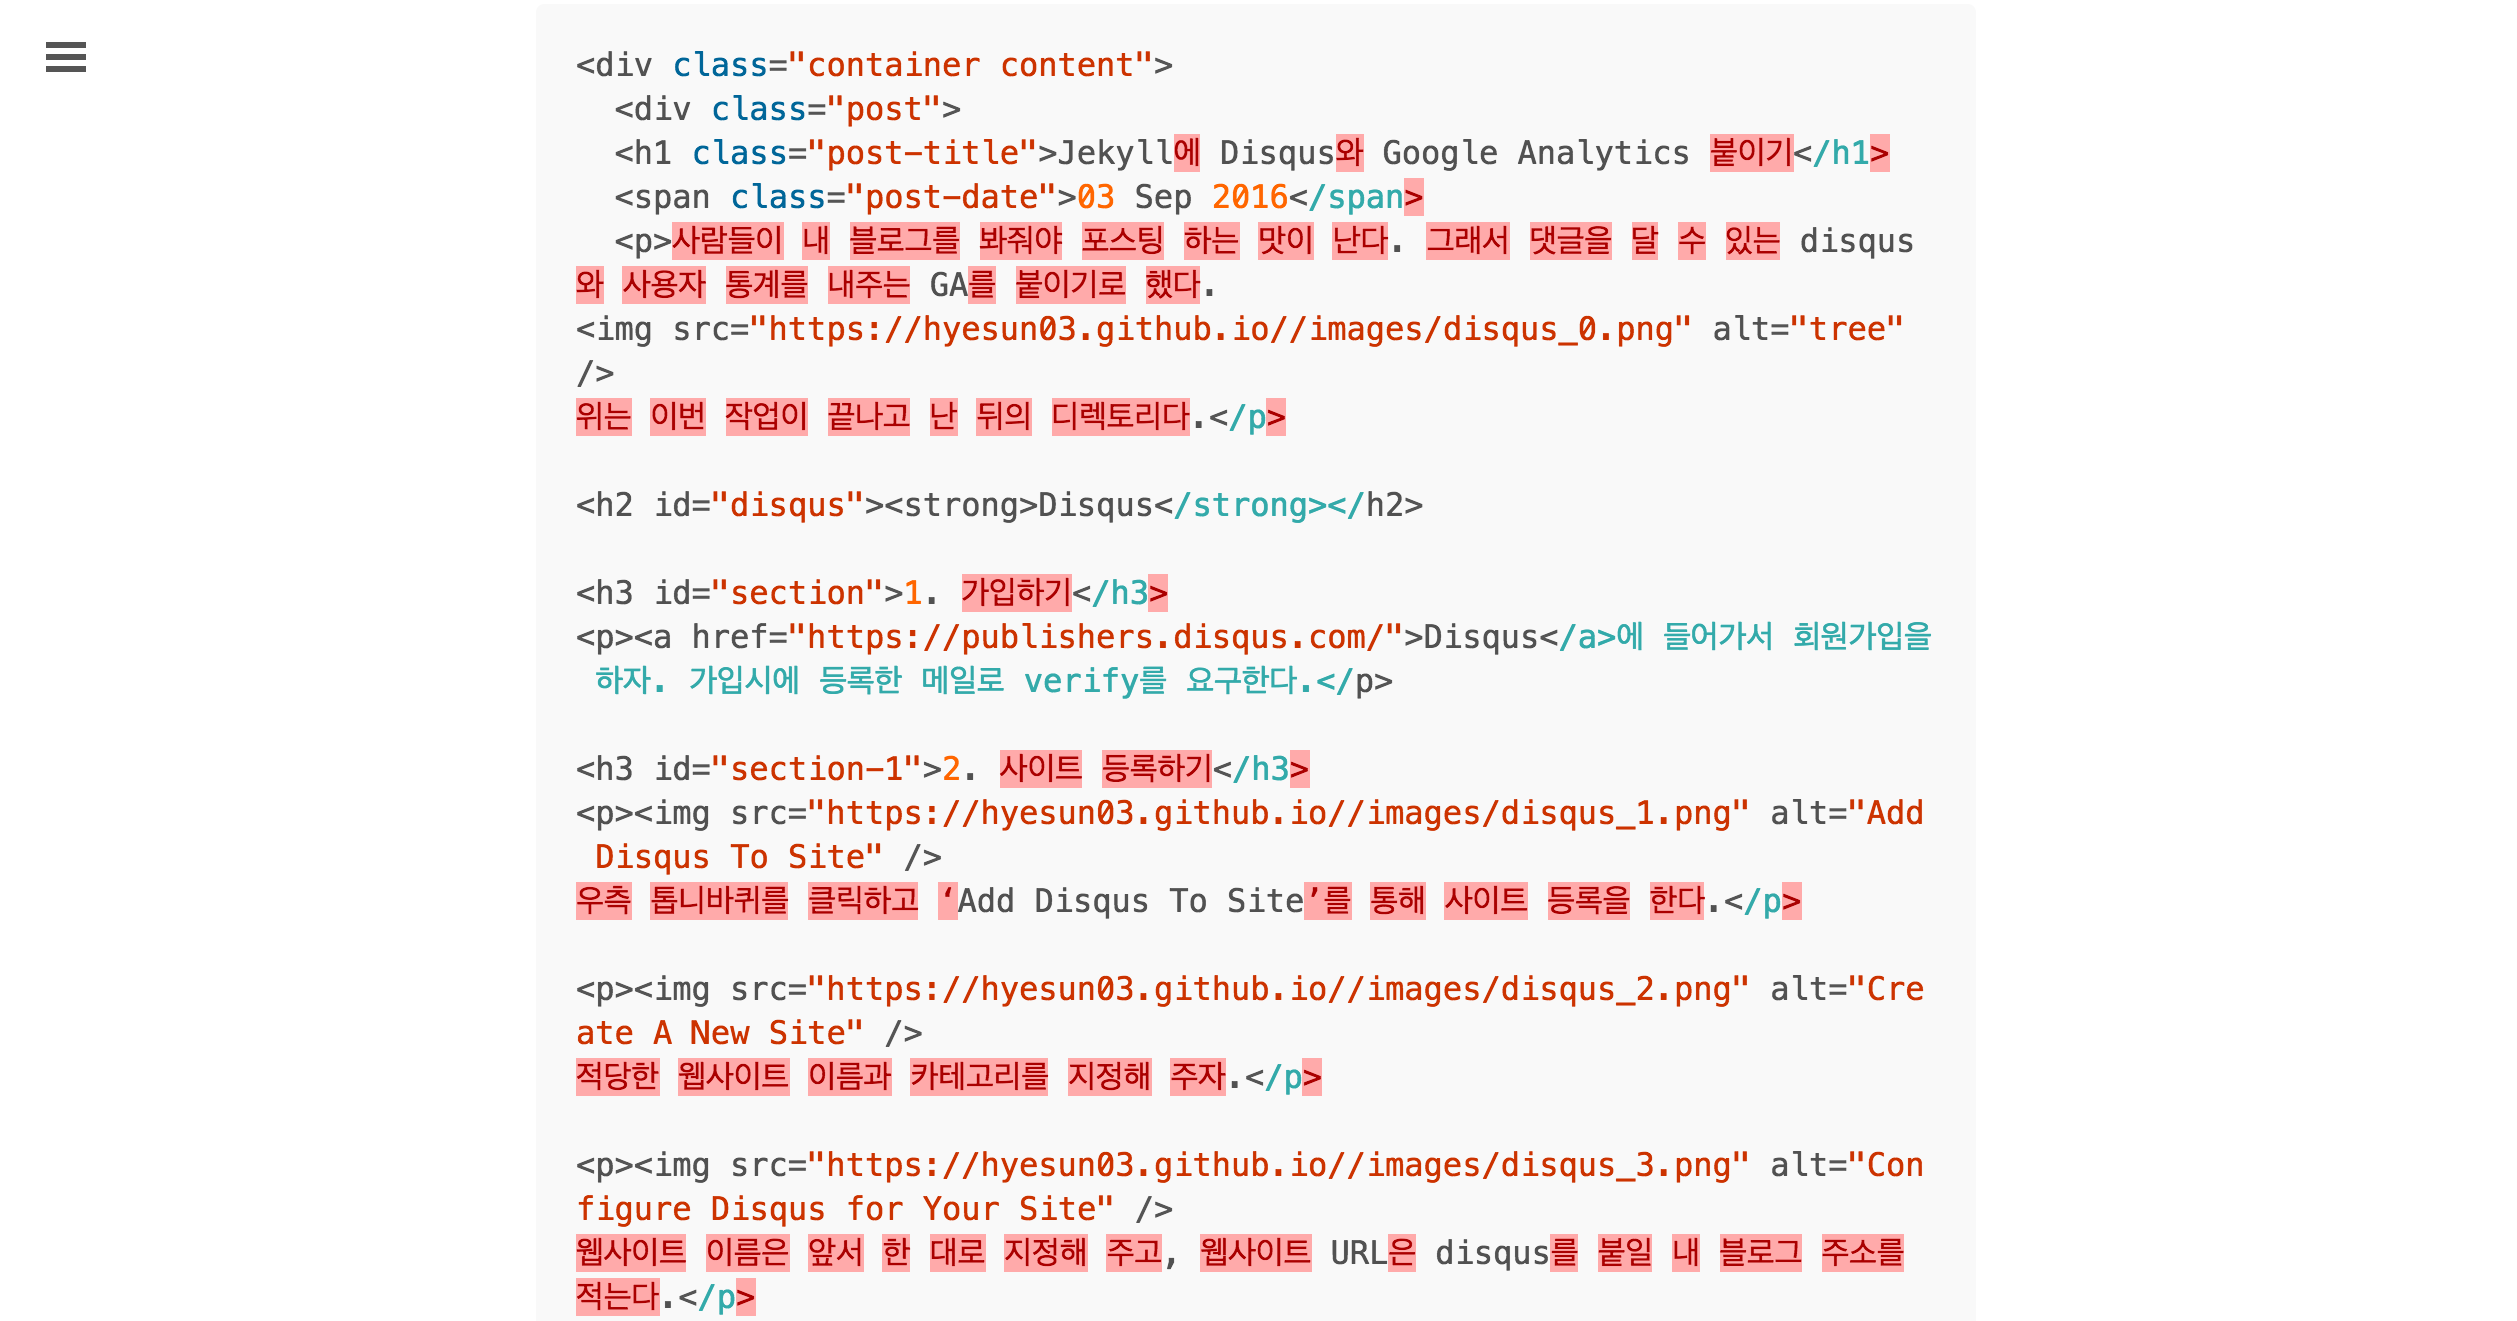 <div class="container content">
  <div class="post">
  <h1 class="post-title">Jekyll에 Disqus와 Google Analytics 붙이기</h1>
  <span class="post-date">03 Sep 2016</span>
  <p>사람들이 내 블로그를 봐줘야 포스팅 하는 맛이 난다. 그래서 댓글을 달 수 있는 disqus
와 사용자 통계를 내주는 GA를 붙이기로 했다.
<img src="https://hyesun03.github.io//images/disqus_0.png" alt="tree"
/>
위는 이번 작업이 끝나고 난 뒤의 디렉토리다.</p>

<h2 id="disqus"><strong>Disqus</strong></h2>

<h3 id="section">1. 가입하기</h3>
<p><a href="https://publishers.disqus.com/">Disqus</a>에 들어가서 회원가입을
 하자. 가입시에 등록한 메일로 verify를 요구한다.</p>

<h3 id="section-1">2. 사이트 등록하기</h3>
<p><img src="https://hyesun03.github.io//images/disqus_1.png" alt="Add
 Disqus To Site" />
우측 톱니바퀴를 클릭하고 ‘Add Disqus To Site’를 통해 사이트 등록을 한다.</p>

<p><img src="https://hyesun03.github.io//images/disqus_2.png" alt="Cre
ate A New Site" />
적당한 웹사이트 이름과 카테고리를 지정해 주자.</p>

<p><img src="https://hyesun03.github.io//images/disqus_3.png" alt="Con
figure Disqus for Your Site" />
웹사이트 이름은 앞서 한 대로 지정해 주고, 웹사이트 URL은 disqus를 붙일 내 블로그 주소를
적는다.</p>